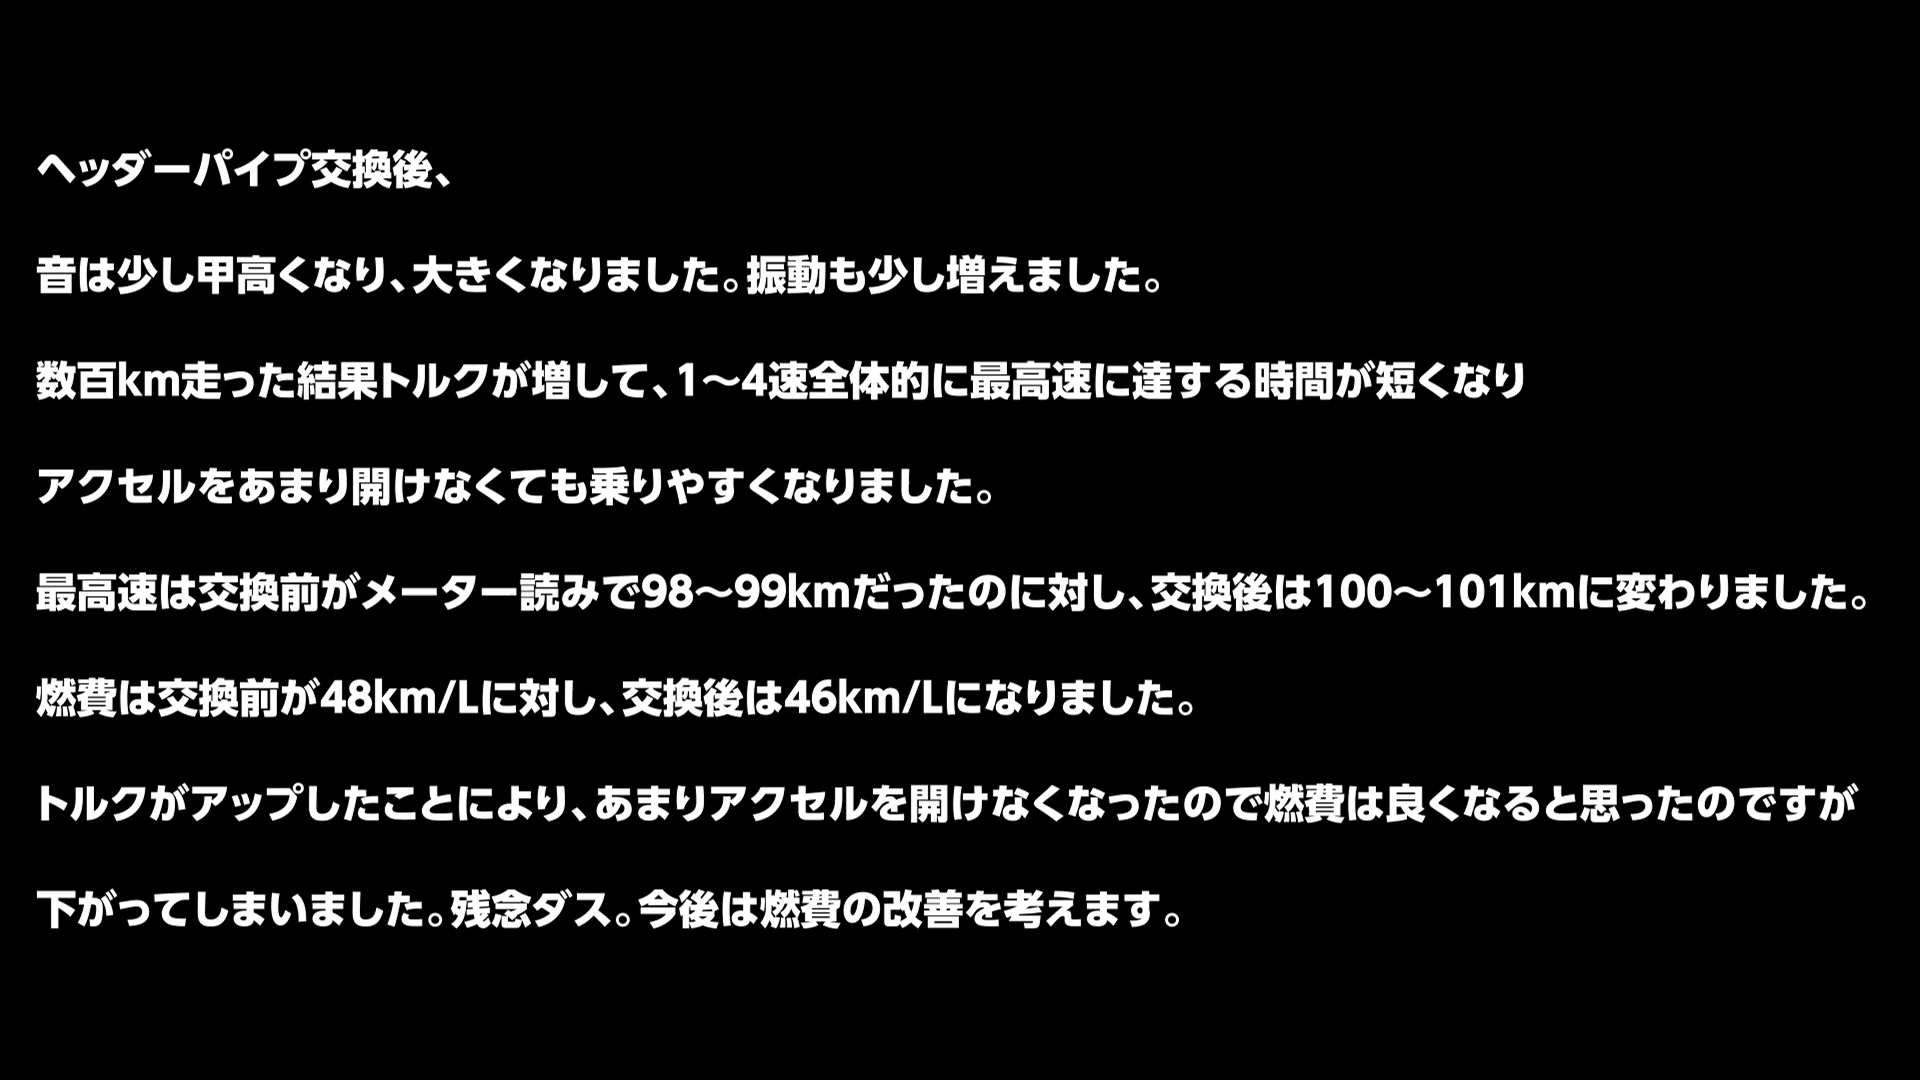 ヘッダーパイプ交換後、
音は少し甲高くなり、大きくなりました。振動も少し増えました。
数百km走った結果トルクが増して、1〜4速全体的に最高速に達する時間が短くなり
アクセルをあまり開けなくても乗りやすくなりました。
最高速は交換前がメーター読みで98〜99kmだったのに対し、交換後は100〜101kmに変わりました。
燃費は交換前が48km/Lに対し、交換後は46km/Lになりました。
トルクがアップしたことにより、あまりアクセルを開けなくなったので燃費は良くなると思ったのですが
下がってしまいました。残念ダス。今後は燃費の改善を考えます。